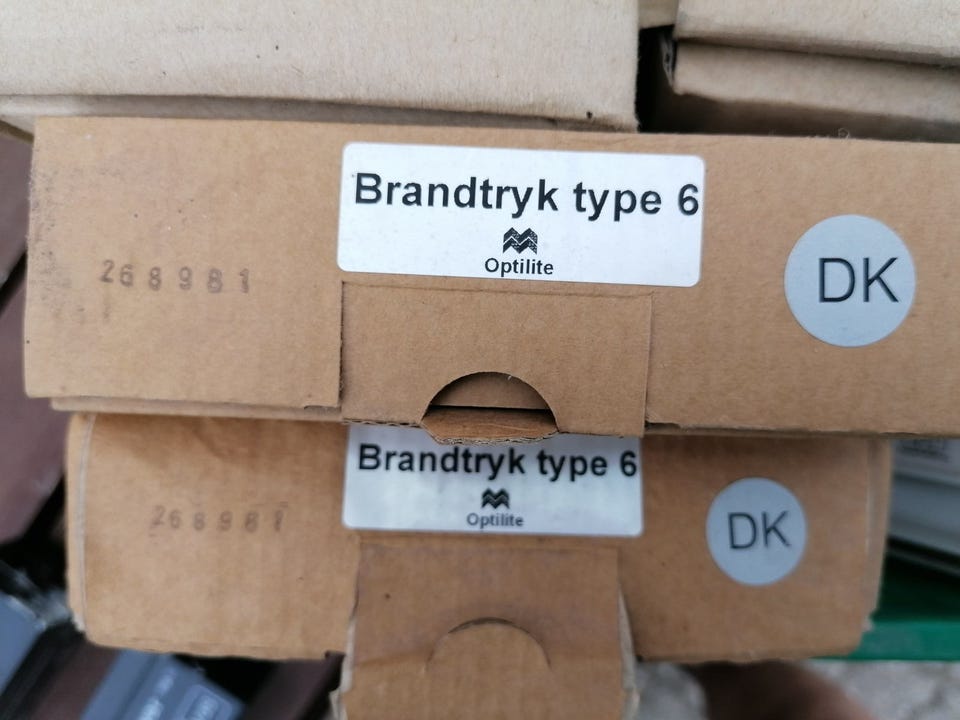 Brandtryk type 6
Optilite
DK
268981
Brandtryk type 6
Optilite
DK
268981